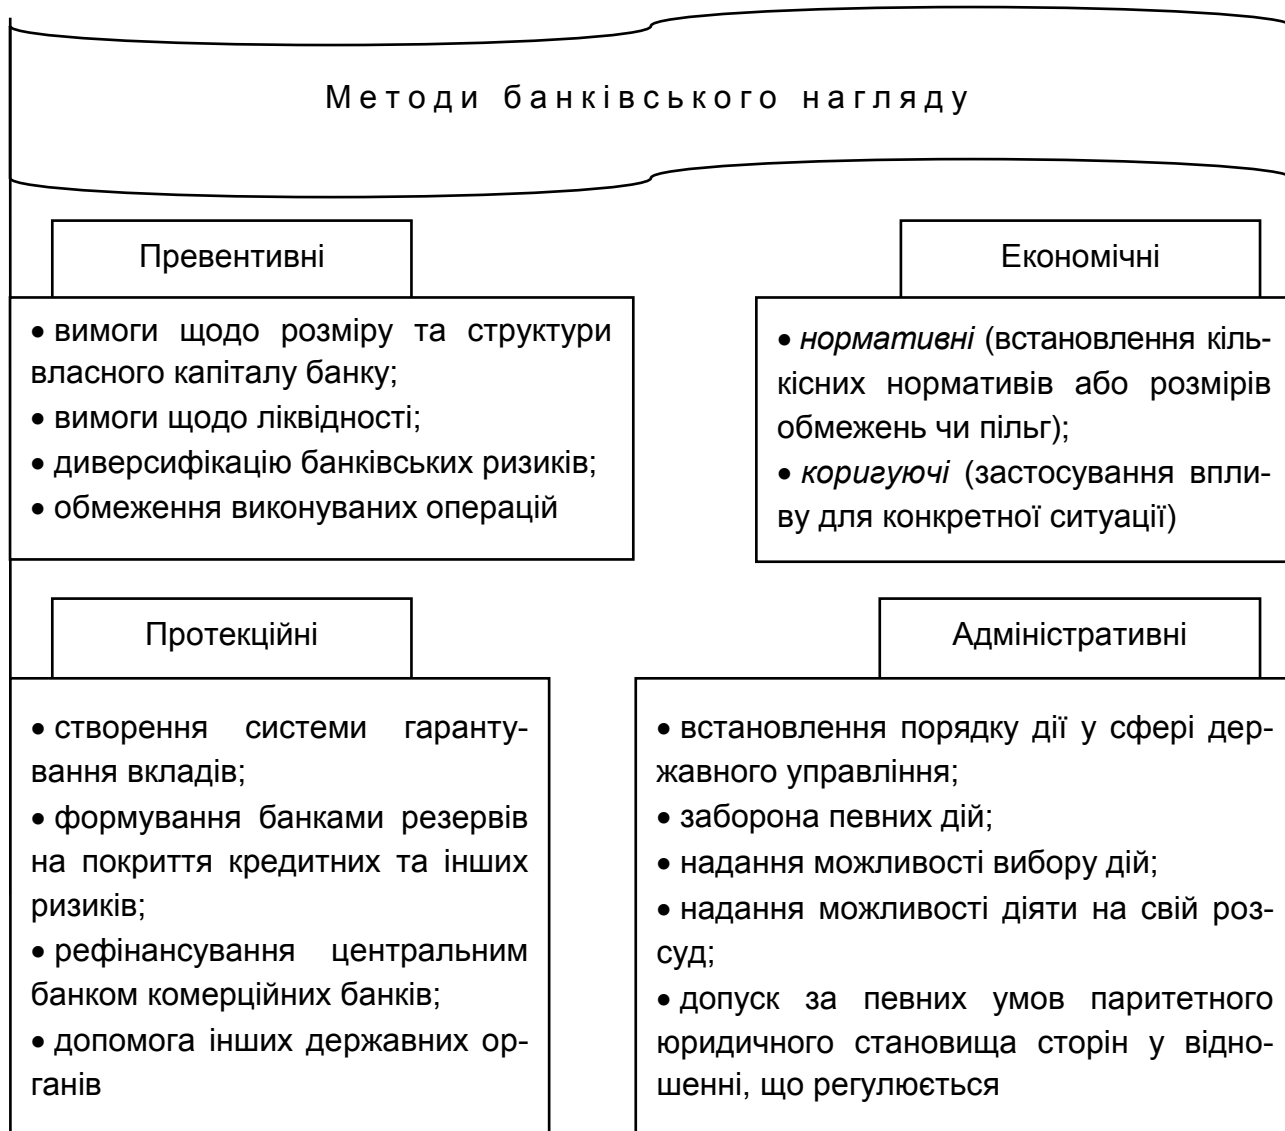 Методи банківського нагляду
Превентивні
• вимоги щодо розміру та структури
власного капіталу банку;
• вимоги щодо ліквідності;
• диверсифікацію банківських ризиків;
• обмеження виконуваних операцій
Економічні
• нормативні (встановлення кіль-
кісних нормативів або розмірів
обмежень чи пільг);
• коригуючі (застосування впли-
ву для конкретної ситуації)
Протекційні
• створення системи гаранту-
вання вкладів;
• формування банками резервів
на покриття кредитних та інших
ризиків;
• рефінансування центральним
банком комерційних банків;
• допомога інших державних ор-
ганів
Адміністративні
• встановлення порядку дії у сфері дер-
жавного управління;
• заборона певних дій;
• надання можливості вибору дій;
• надання можливості діяти на свій роз-
суд;
• допуск за певних умов паритетного
юридичного становища сторін у відно-
шенні, що регулюється